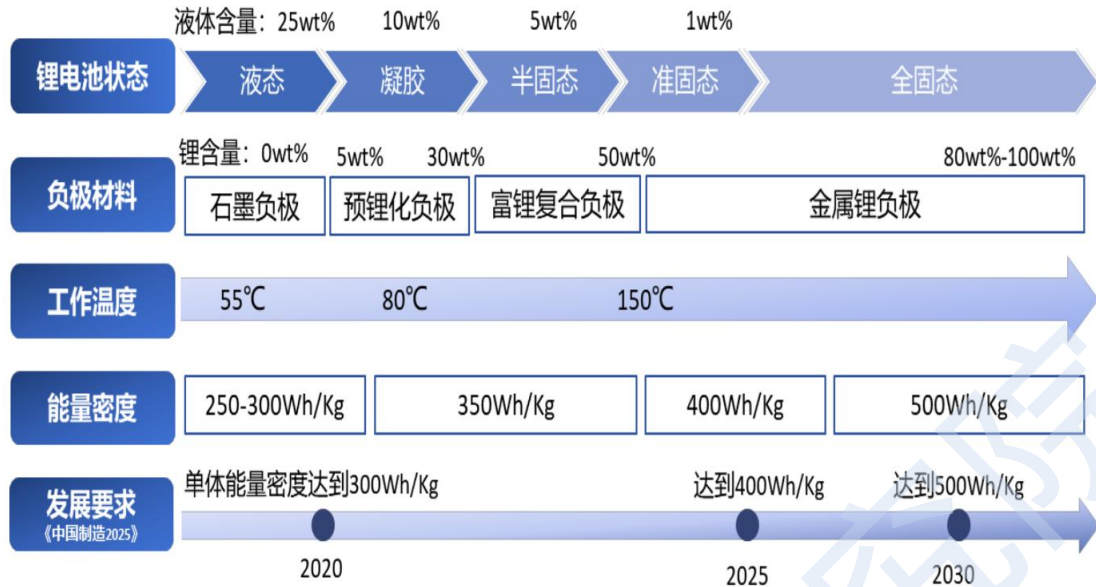 液体含量：25wt% 10wt% 5wt% 1wt%
锂电池状态 液态 凝胶 半固态 准固态 全固态
锂含量：0wt% 5wt% 30wt% 50wt% 80wt%-100wt%
负极材料 石墨负极 预锂化负极 富锂复合负极 金属锂负极
工作温度 55℃ 80℃ 150℃
能量密度 250-300Wh/Kg 350Wh/Kg 400Wh/Kg 500Wh/Kg
单体能量密度达到300Wh/Kg 达到400Wh/Kg 达到500Wh/Kg
发展要求
《中国制造2025》
2020 2025 2030